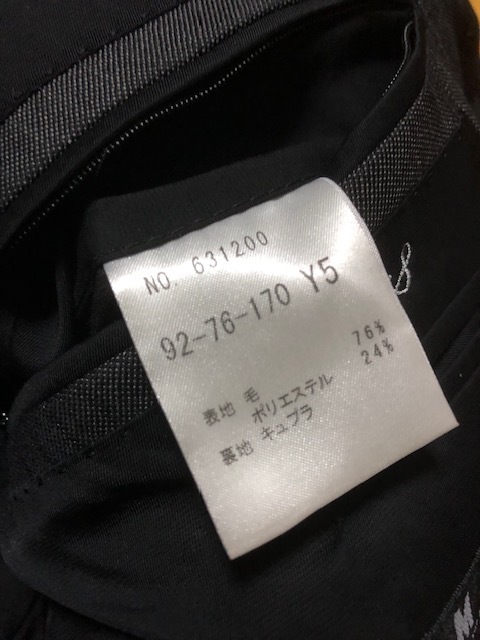 NO. 631200
92-76-170 Y5
表地 毛 76%
ポリエステル 24%
裏地 キュプラ